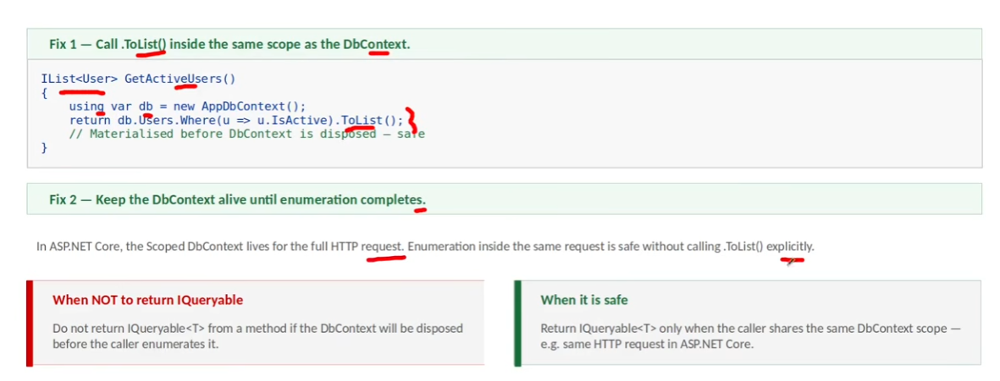 Fix 1 — Call .ToList() inside the same scope as the DbContext.
IList<User> GetActiveUsers()
{
    using var db = new AppDbContext();
    return db.Users.Where(u => u.IsActive).ToList();
    // Materialised before DbContext is disposed — safe
}
Fix 2 — Keep the DbContext alive until enumeration completes.
In ASP.NET Core, the Scoped DbContext lives for the full HTTP request. Enumeration inside the same request is safe without calling .ToList() explicitly.
When NOT to return IQueryable
Do not return IQueryable<T> from a method if the DbContext will be disposed
before the caller enumerates it.
When it is safe
Return IQueryable<T> only when the caller shares the same DbContext scope —
e.g. same HTTP request in ASP.NET Core.